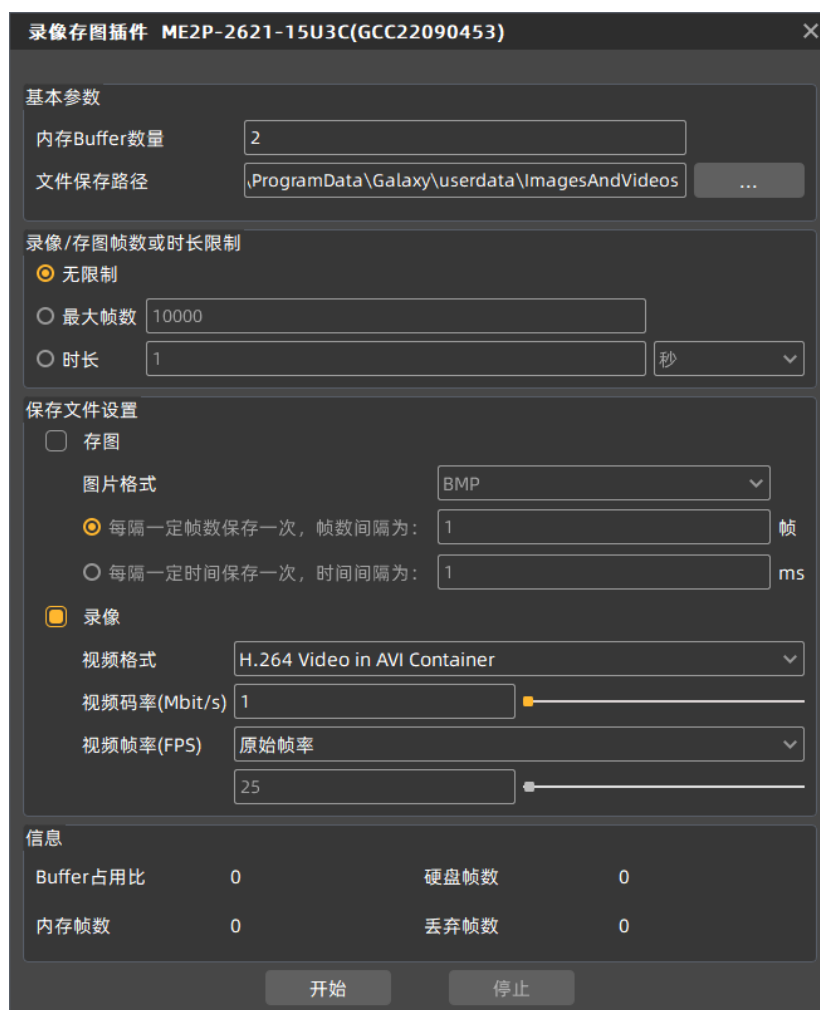 录像存图插件 ME2P-2621-15U3C(GCC22090453)
基本参数
内存Buffer数量 2
文件保存路径 \ProgramData\Galaxy\userdata\ImagesAndVideos ...
录像/存图帧数或时长限制
无限制
最大帧数 10000
时长 1 秒
保存文件设置
存图
图片格式 BMP
每隔一定帧数保存一次，帧数间隔为： 1 帧
每隔一定时间保存一次，时间间隔为： 1 ms
录像
视频格式 H.264 Video in AVI Container
视频码率(Mbit/s) 1
视频帧率(FPS) 原始帧率
25
信息
Buffer占用比 0 硬盘帧数 0
内存帧数 0 丢弃帧数 0
开始 停止